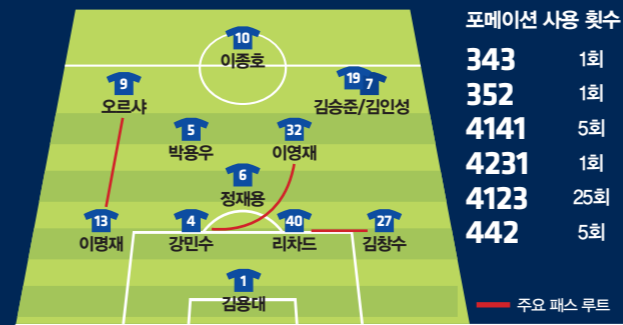 포메이션 사용 횟수
343 1회
352 1회
4141 5회
4231 1회
4123 25회
442 5회
주요 패스 루트
10
이종호
9
오르샤
19 7
김승준/김인성
5
박용우
32
이영재
6
정재용
13
이명재
4
강민수
40
리차드
27
김창수
1
김용대